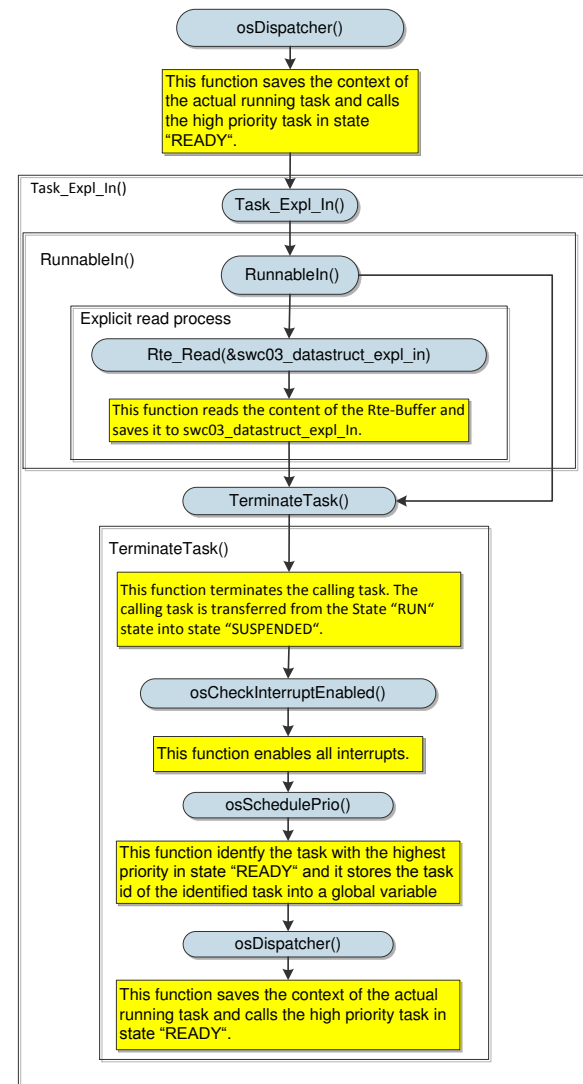 osDispatcher()
This function saves the context of
the actual running task and calls
the high priority task in state
“READY“.
Task_Expl_In()
Task_Expl_In()
RunnableIn()
RunnableIn()
Explicit read process
Rte_Read(&swc03_datastruct_expl_in)
This function reads the content of the Rte-Buffer and
saves it to swc03_datastruct_expl_In.
TerminateTask()
TerminateTask()
This function terminates the calling task. The
calling task is transferred from the State “RUN“
state into state “SUSPENDED“.
osCheckInterruptEnabled()
This function enables all interrupts.
osSchedulePrio()
This function identfy the task with the highest
priority in state “READY“ and it stores the task
id of the identified task into a global variable
osDispatcher()
This function saves the context of the actual
running task and calls the high priority task in
state “READY“.